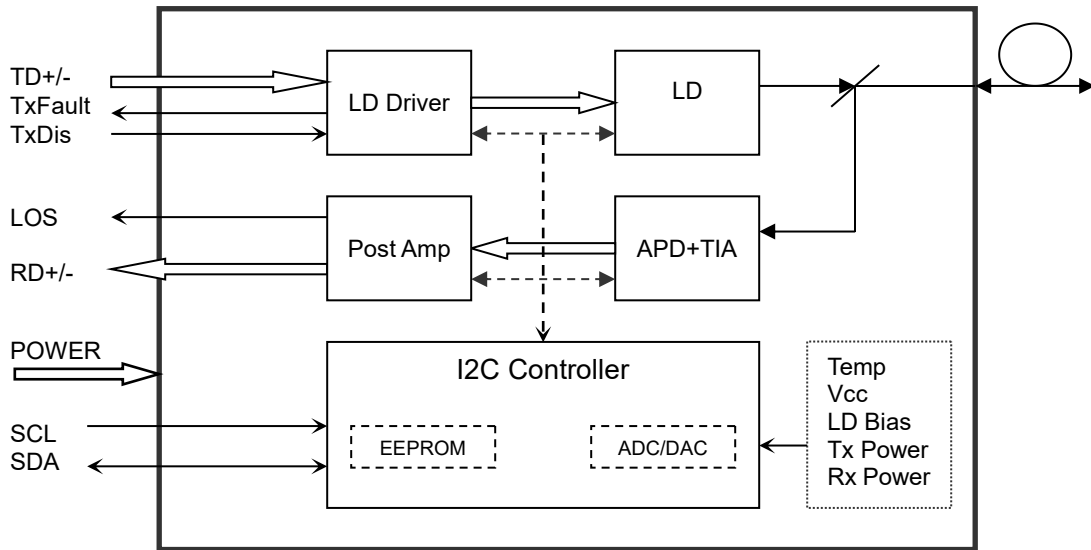 TD+/-
TxFault
TxDis
LD Driver
LD
LOS
RD+/-
Post Amp
APD+TIA
POWER
SCL
SDA
I2C Controller
EEPROM
ADC/DAC
Temp
Vcc
LD Bias
Tx Power
Rx Power